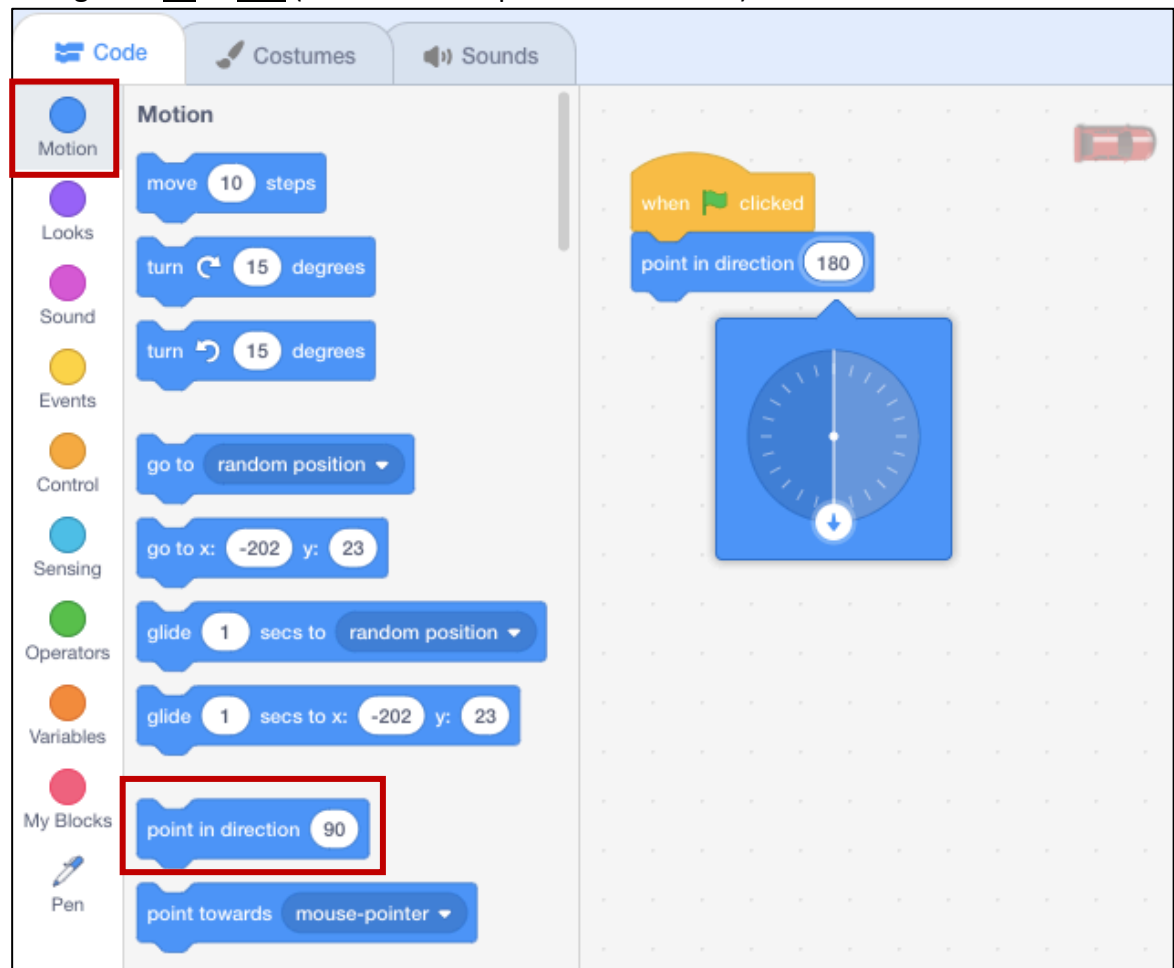 Code
Costumes
Sounds
Motion
Looks
Sound
Events
Control
Sensing
Operators
Variables
My Blocks
Pen
Motion
move 10 steps
turn 15 degrees
turn 15 degrees
go to random position
go to x: -202 y: 23
glide 1 secs to random position
glide 1 secs to x: -202 y: 23
point in direction 90
point towards mouse-pointer
when clicked
point in direction 180